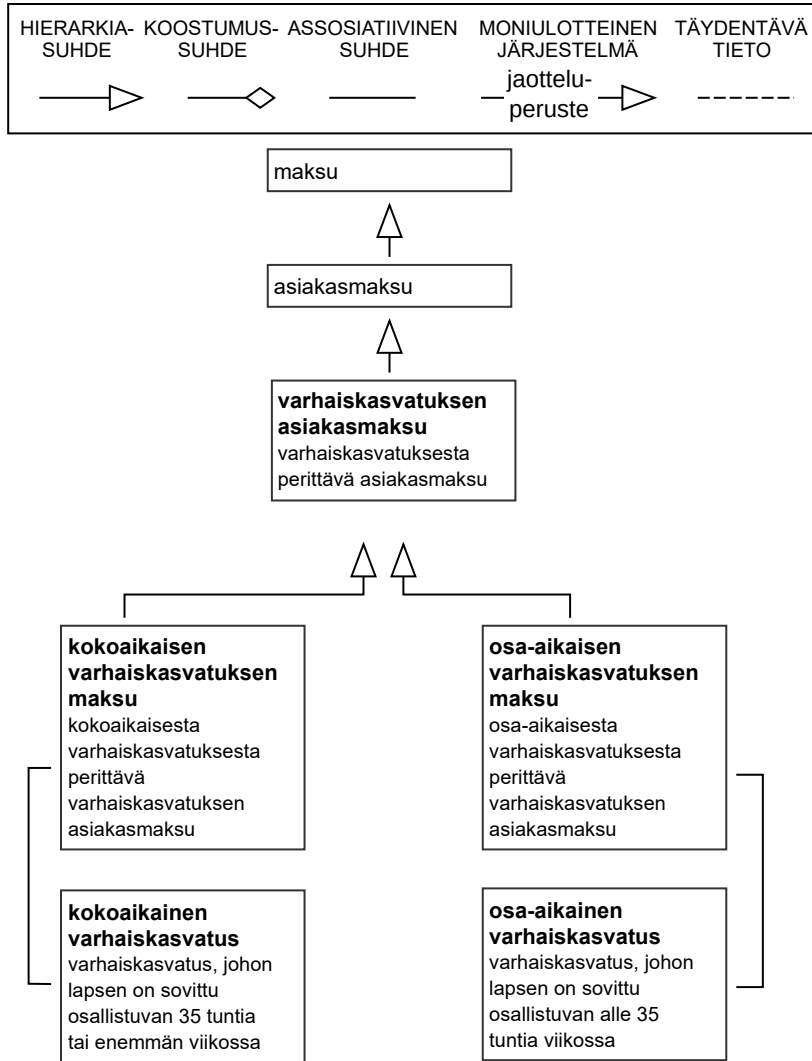 HIERARKIA-
SUHDE
KOOSTUMUS-
SUHDE
ASSOSIATIIVINEN
SUHDE
MONIULOTTEINEN
JÄRJESTELMÄ
jaottelu-
peruste
TÄYDENTÄVÄ
TIETO
maksu
asiakasmaksu
varhaiskasvatuksen
asiakasmaksu
varhaiskasvatuksesta
perittävä asiakasmaksu
kokoaikaisen
varhaiskasvatuksen
maksu
kokoaikaisesta
varhaiskasvatuksesta
perittävä
varhaiskasvatuksen
asiakasmaksu
osa-aikaisen
varhaiskasvatuksen
maksu
osa-aikaisesta
varhaiskasvatuksesta
perittävä
varhaiskasvatuksen
asiakasmaksu
kokoaikainen
varhaiskasvatus
varhaiskasvatus, johon
lapsen on sovittu
osallistuvan 35 tuntia
tai enemmän viikossa
osa-aikainen
varhaiskasvatus
varhaiskasvatus, johon
lapsen on sovittu
osallistuvan alle 35
tuntia viikossa